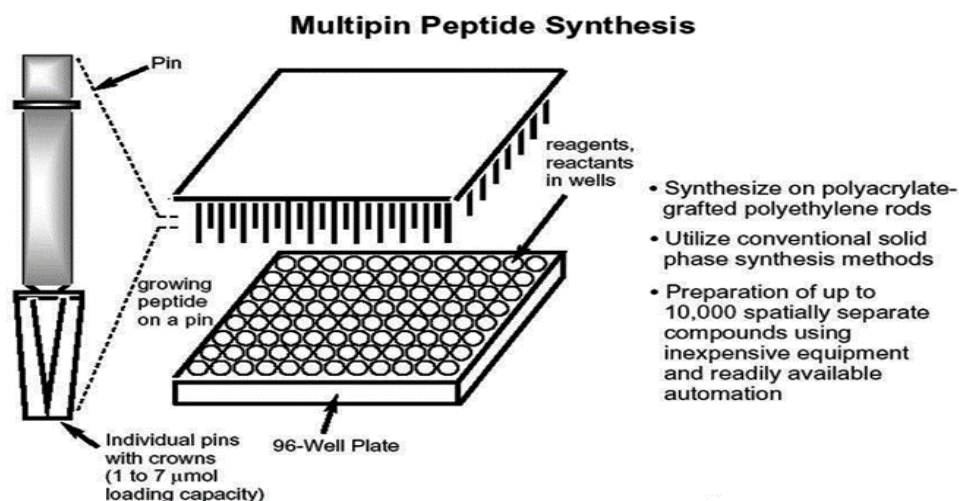 Multipin Peptide Synthesis
Pin
reagents,
reactants
in wells
growing
peptide
on a pin
Individual pins
with crowns
(1 to 7 µmol
loading capacity)
96-Well Plate
• Synthesize on polyacrylate-
grafted polyethylene rods
• Utilize conventional solid
phase synthesis methods
• Preparation of up to
10,000 spatially separate
compounds using
inexpensive equipment
and readily available
automation